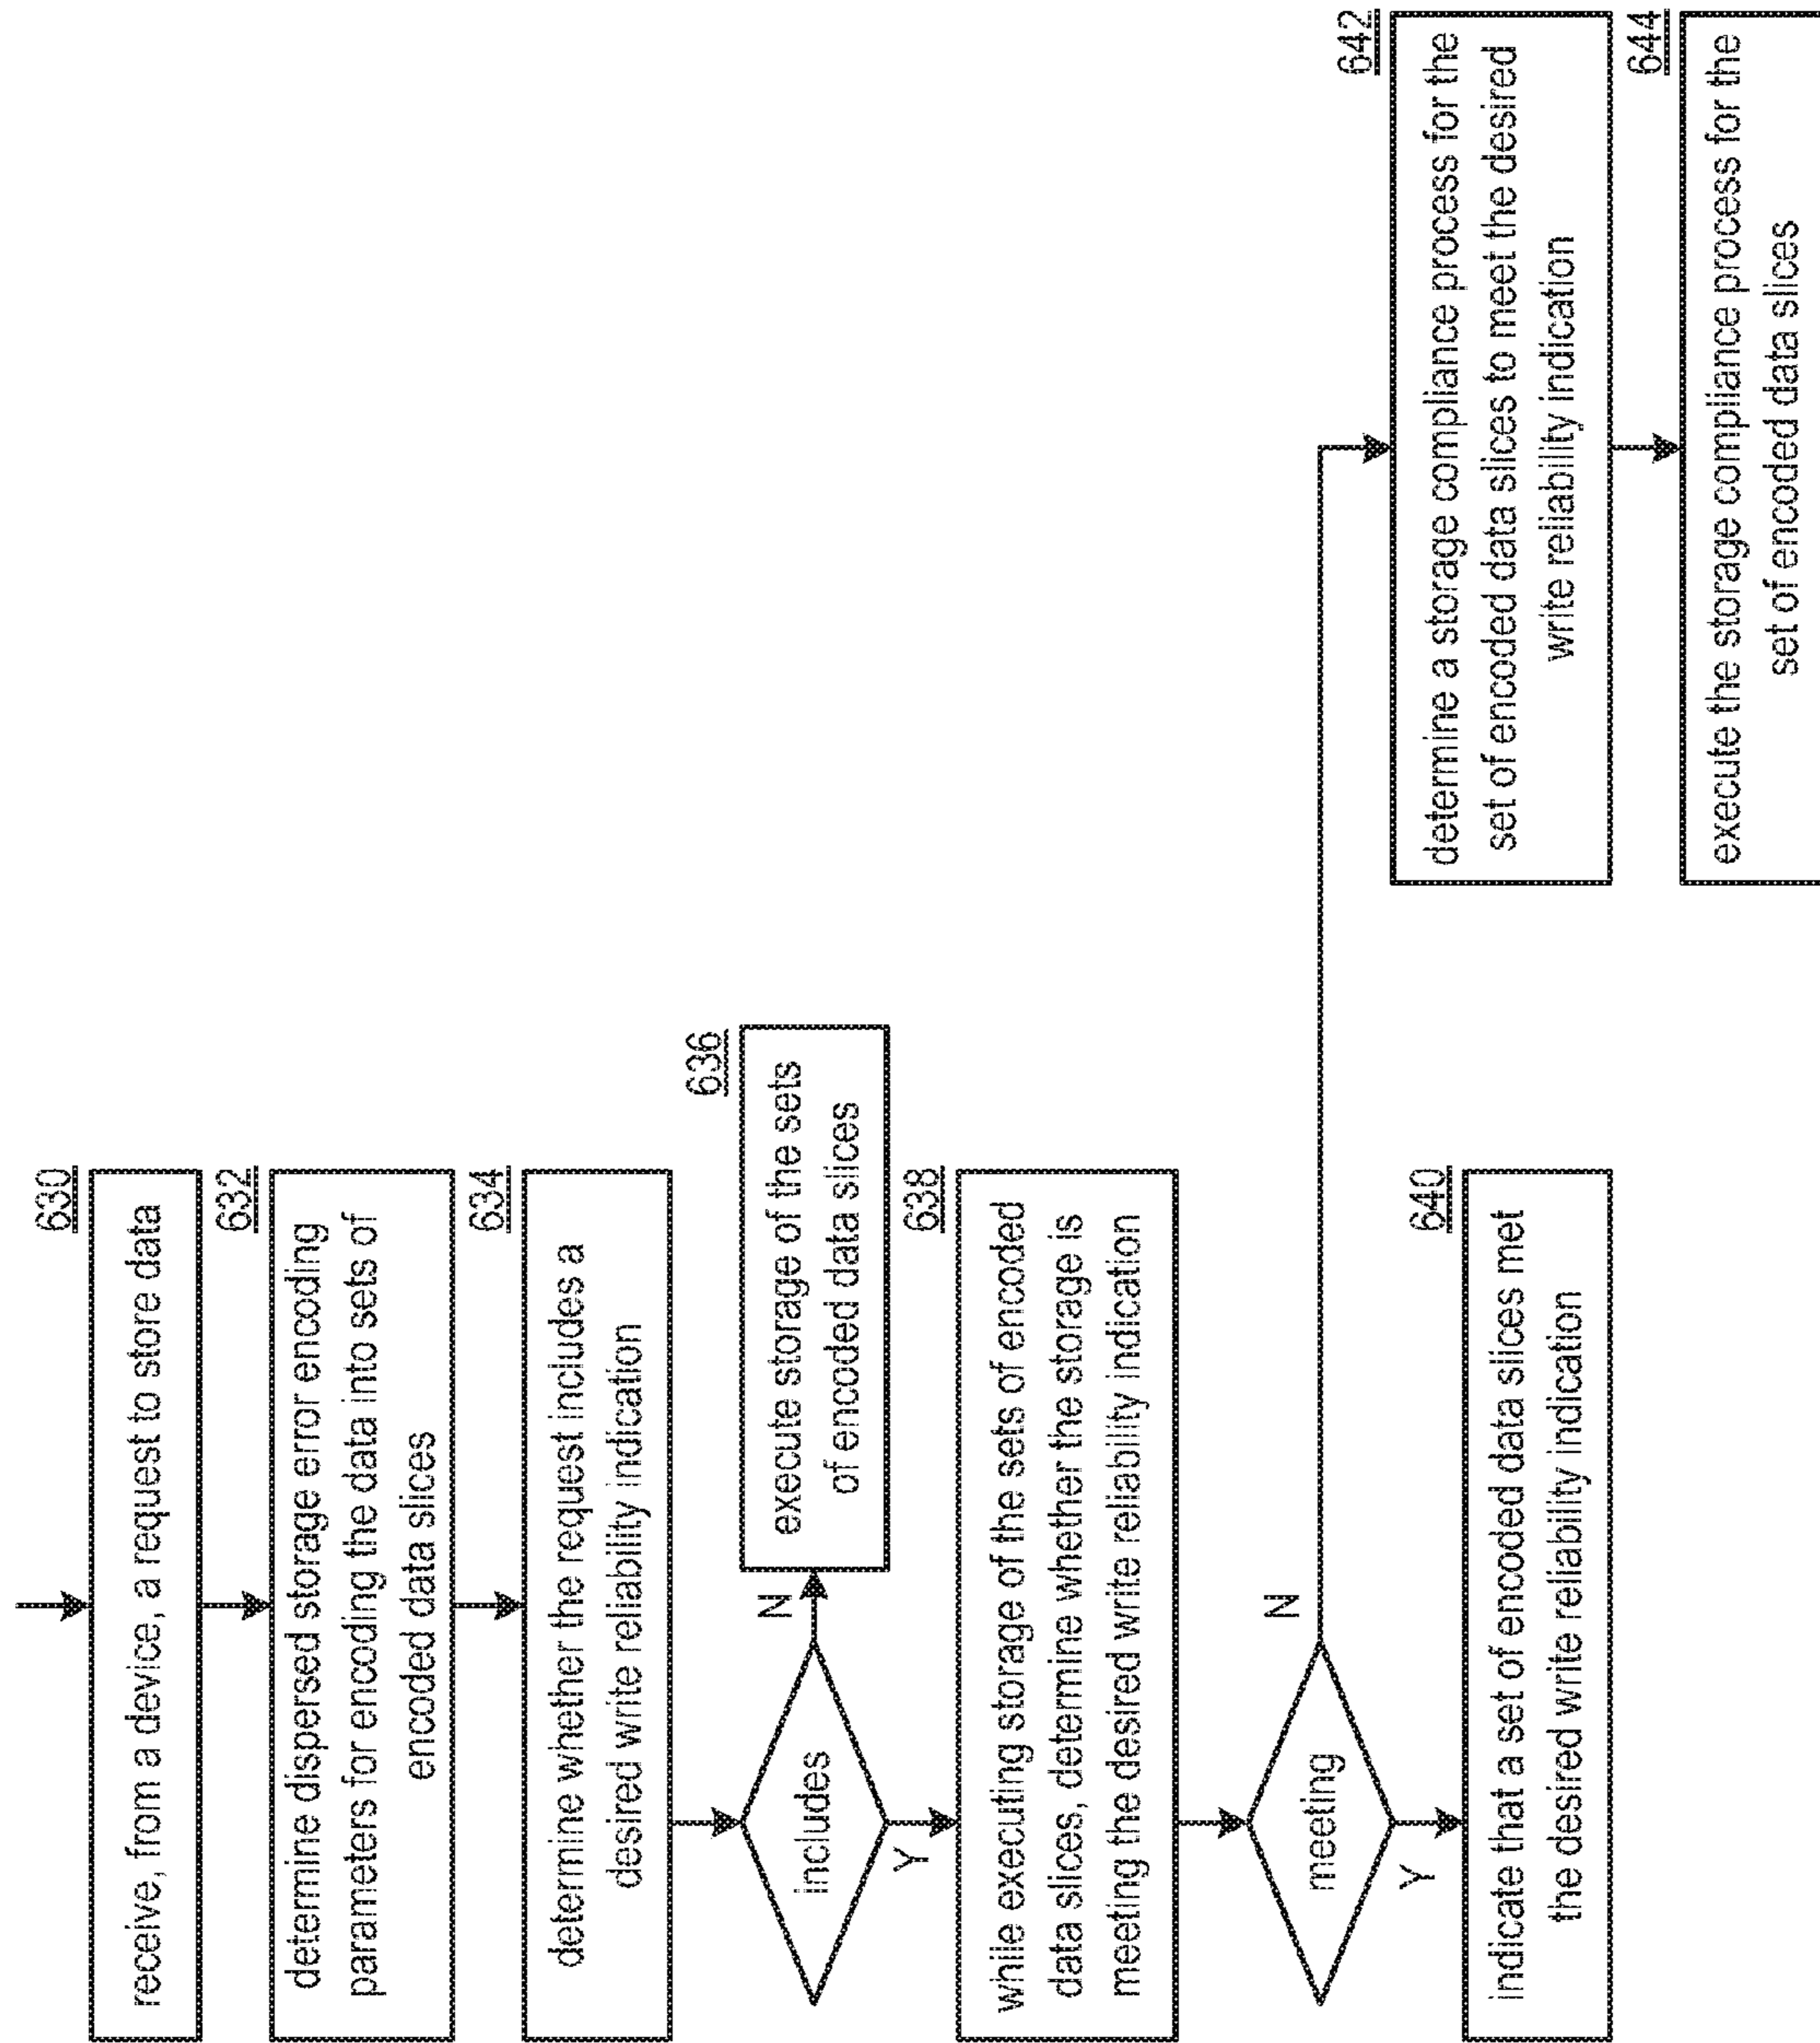 630
receive, from a device, a request to store data
632
determine dispersed storage error encoding
parameters for encoding the data into sets of
encoded data slices
634
determine whether the request includes a
desired write reliability indication
includes
N
Y
636
execute storage of the sets
of encoded data slices
638
while executing storage of the sets of encoded
data slices, determine whether the storage is
meeting the desired write reliability indication
meeting
N
Y
640
indicate that a set of encoded data slices met
the desired write reliability indication
642
determine a storage compliance process for the
set of encoded data slices to meet the desired
write reliability indication
644
execute the storage compliance process for the
set of encoded data slices